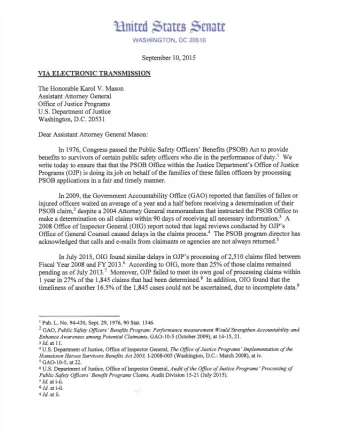 United States Senate
WASHINGTON, DC 20510
September 10, 2015
VIA ELECTRONIC TRANSMISSION
The Honorable Karol V. Mason
Assistant Attorney General
Office of Justice Programs
U.S. Department of Justice
Washington, D.C. 20531
Dear Assistant Attorney General Mason:
In 1976, Congress passed the Public Safety Officers' Benefits (PSOB) Act to provide
benefits to survivors of certain public safety officers who die in the performance of duty.¹ We
write today to ensure that that the PSOB Office within the Justice Department's Office of Justice
Programs (OJP) is doing its job on behalf of the families of these fallen officers by processing
PSOB applications in a fair and timely manner.
In 2009, the Government Accountability Office (GAO) reported that families of fallen or
injured officers waited an average of a year and a half before receiving a determination of their
PSOB claim,² despite a 2004 Attorney General memorandum that instructed the PSOB Office to
make a determination on all claims within 90 days of receiving all necessary information.³ A
2008 Office of Inspector General (OIG) report noted that legal reviews conducted by OJP's
Office of General Counsel caused delays in the claims process.⁴ The PSOB program director has
acknowledged that calls and e-mails from claimants or agencies are not always returned.⁵
In July 2015, OIG found similar delays in OJP's processing of 2,510 claims filed between
Fiscal Year 2008 and FY 2013.⁶ According to OIG, more than 25% of those claims remained
pending as of July 2013.⁷ Moreover, OJP failed to meet its own goal of processing claims within
1 year in 27% of the 1,845 claims that had been determined.⁸ In addition, OIG found that the
timeliness of another 16.5% of the 1,845 cases could not be ascertained, due to incomplete data.⁹
¹ Pub. L. No. 94-430, Sept. 29, 1976, 90 Stat. 1346.
² GAO, Public Safety Officers' Benefits Program: Performance measurement Would Strengthen Accountability and
Enhance Awareness among Potential Claimants, GAO-10-5 (October 2009), at 14-15, 21.
³ Id. at 11.
⁴ U.S. Department of Justice, Office of Inspector General, The Office of Justice Programs' Implementation of the
Hometown Heroes Survivors Benefits Act 2003, I-2008-005 (Washington, D.C.: March 2008), at iv.
⁵ GAO-10-5, at 22.
⁶ U.S. Department of Justice, Office of Inspector General, Audit of the Office of Justice Programs' Processing of
Public Safety Officers' Benefit Programs Claims, Audit Division 15-21 (July 2015).
⁷ Id. at i-ii.
⁸ Id. at ii.
⁹ Id. at ii.